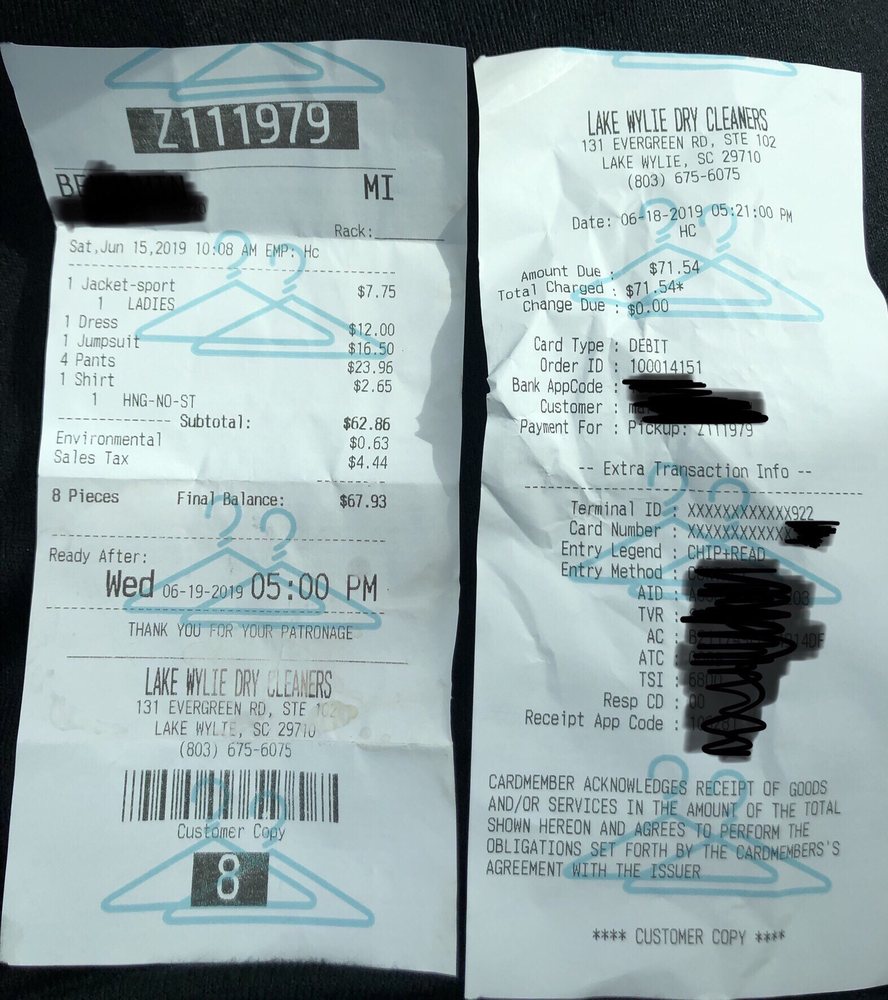 Z111979
MI
Rack:
Sat,Jun 15,2019 10:08 AM EMP: Hc
1 Jacket-sport $7.75
1 LADIES
1 Dress $12.00
1 Jumpsuit $16.50
4 Pants $23.96
1 Shirt $2.65
1 HNG-NO-ST
Subtotal: $62.86
Environmental $0.63
Sales Tax $4.44
8 Pieces Final Balance: $67.93
Ready After:
Wed 06-19-2019 05:00 PM
THANK YOU FOR YOUR PATRONAGE
LAKE WYLIE DRY CLEANERS
131 EVERGREEN RD, STE 102
LAKE WYLIE, SC 29710
(803) 675-6075
Customer Copy
8
LAKE WYLIE DRY CLEANERS
131 EVERGREEN RD, STE 102
LAKE WYLIE, SC 29710
(803) 675-6075
Date: 06-18-2019 05:21:00 PM
HC
Amount Due : $71.54
Total Charged : $71.54*
Change Due : $0.00
Card Type : DEBIT
Order ID : 100014151
Bank AppCode :
Customer :
Payment For : Pickup: Z111979
-- Extra Transaction Info --
Terminal ID : XXXXXXXXXXXX922
Card Number : XXXXXXXXXXXX
Entry Legend : CHIP+READ
Entry Method :
AID :
TVR :
AC :
ATC :
TSI : 6800
Resp CD : 00
Receipt App Code :
CARDMEMBER ACKNOWLEDGES RECEIPT OF GOODS
AND/OR SERVICES IN THE AMOUNT OF THE TOTAL
SHOWN HEREON AND AGREES TO PERFORM THE
OBLIGATIONS SET FORTH BY THE CARDMEMBERS'S
AGREEMENT WITH THE ISSUER
**** CUSTOMER COPY ****